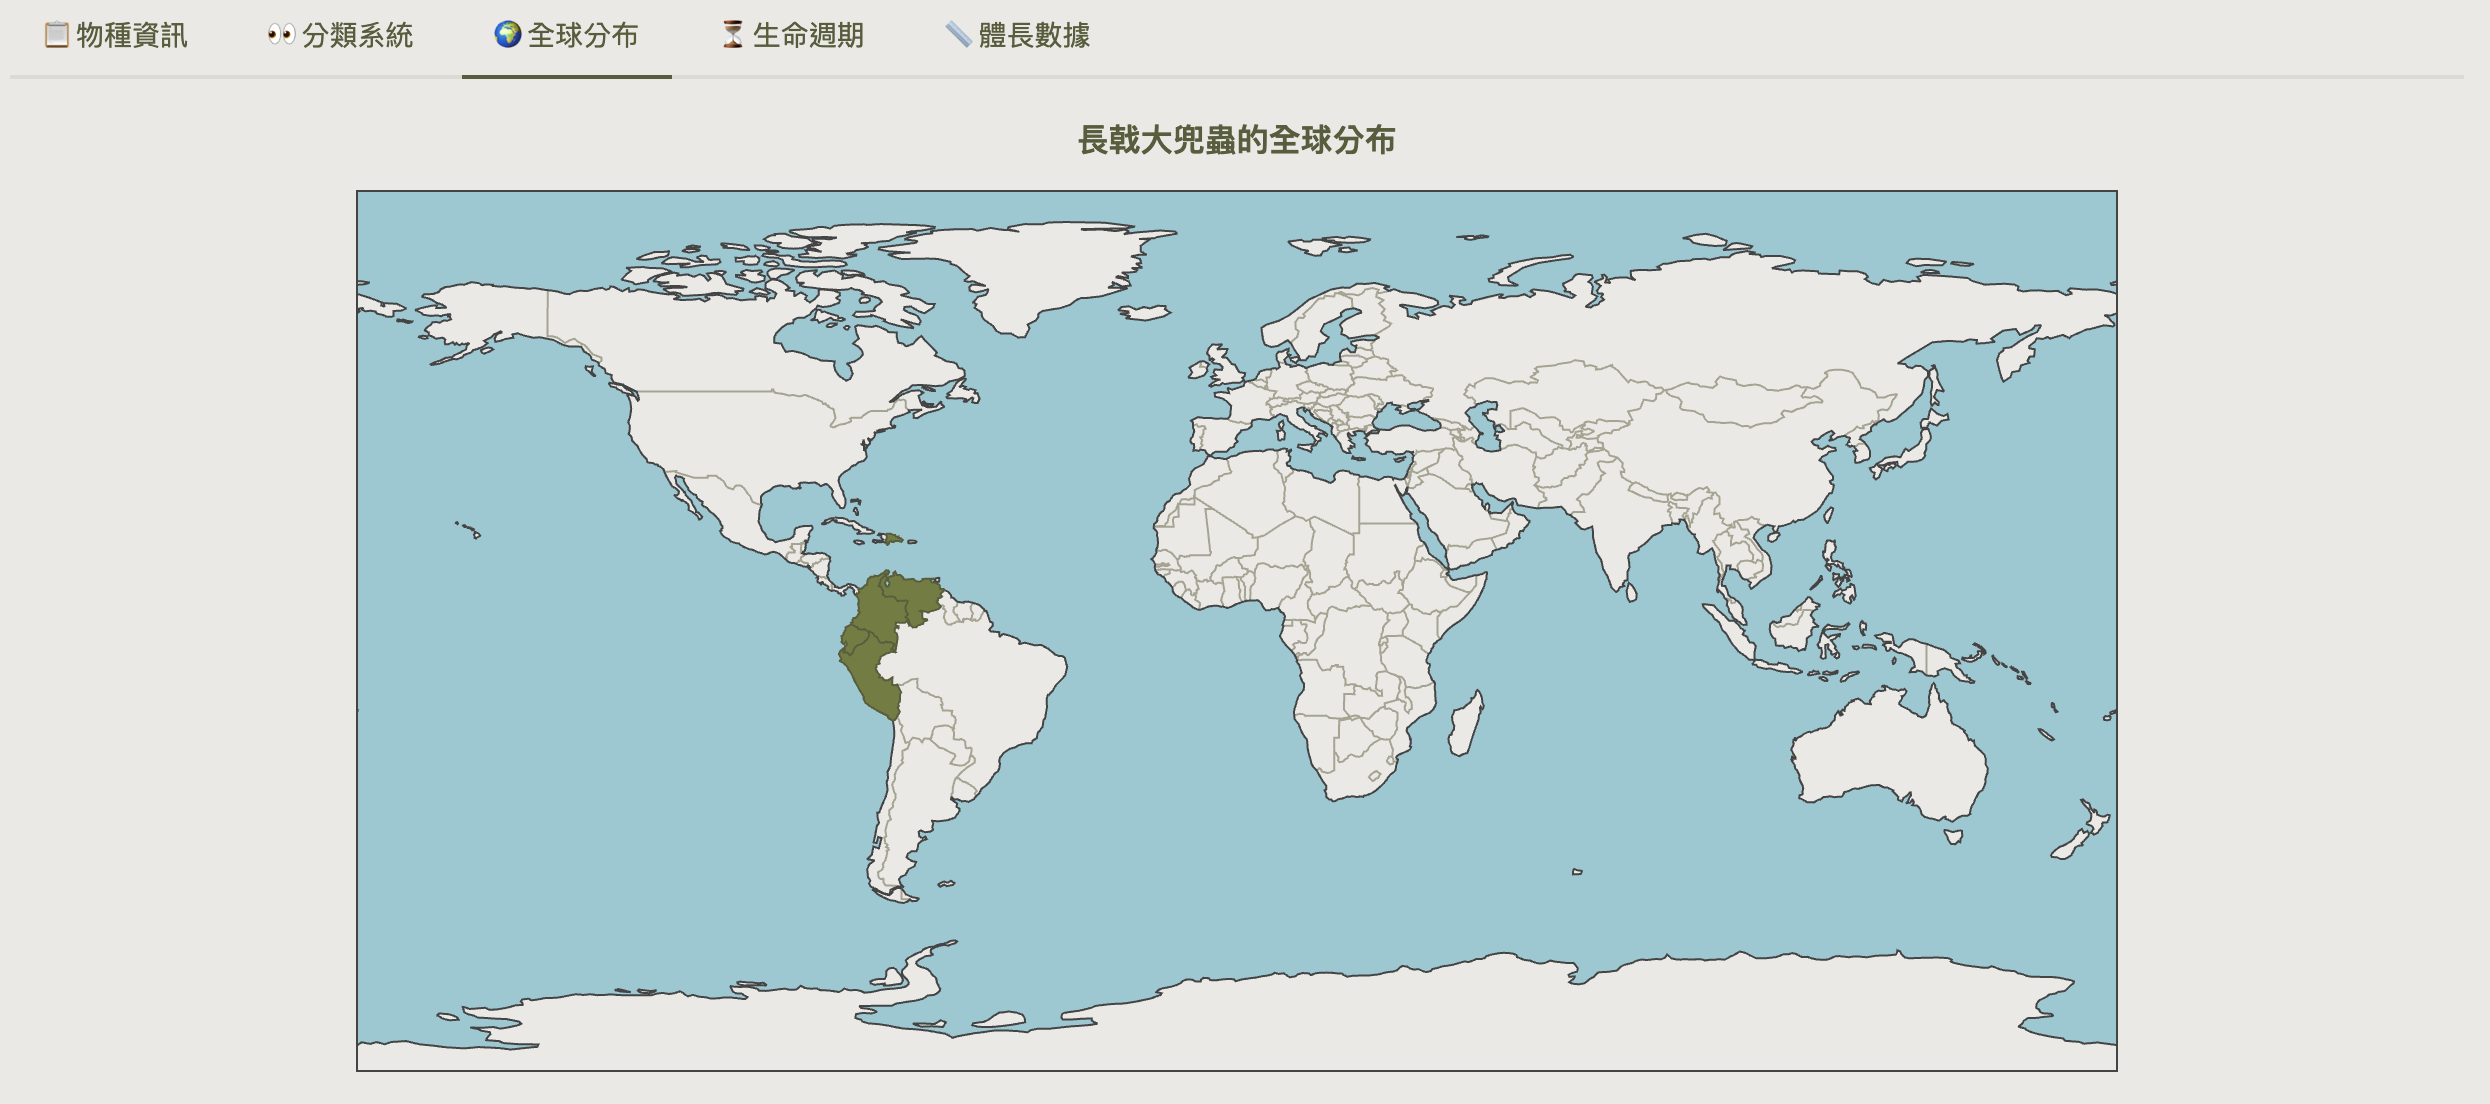 物種資訊
分類系統
全球分布
生命週期
體長數據
長戟大兜蟲的全球分布